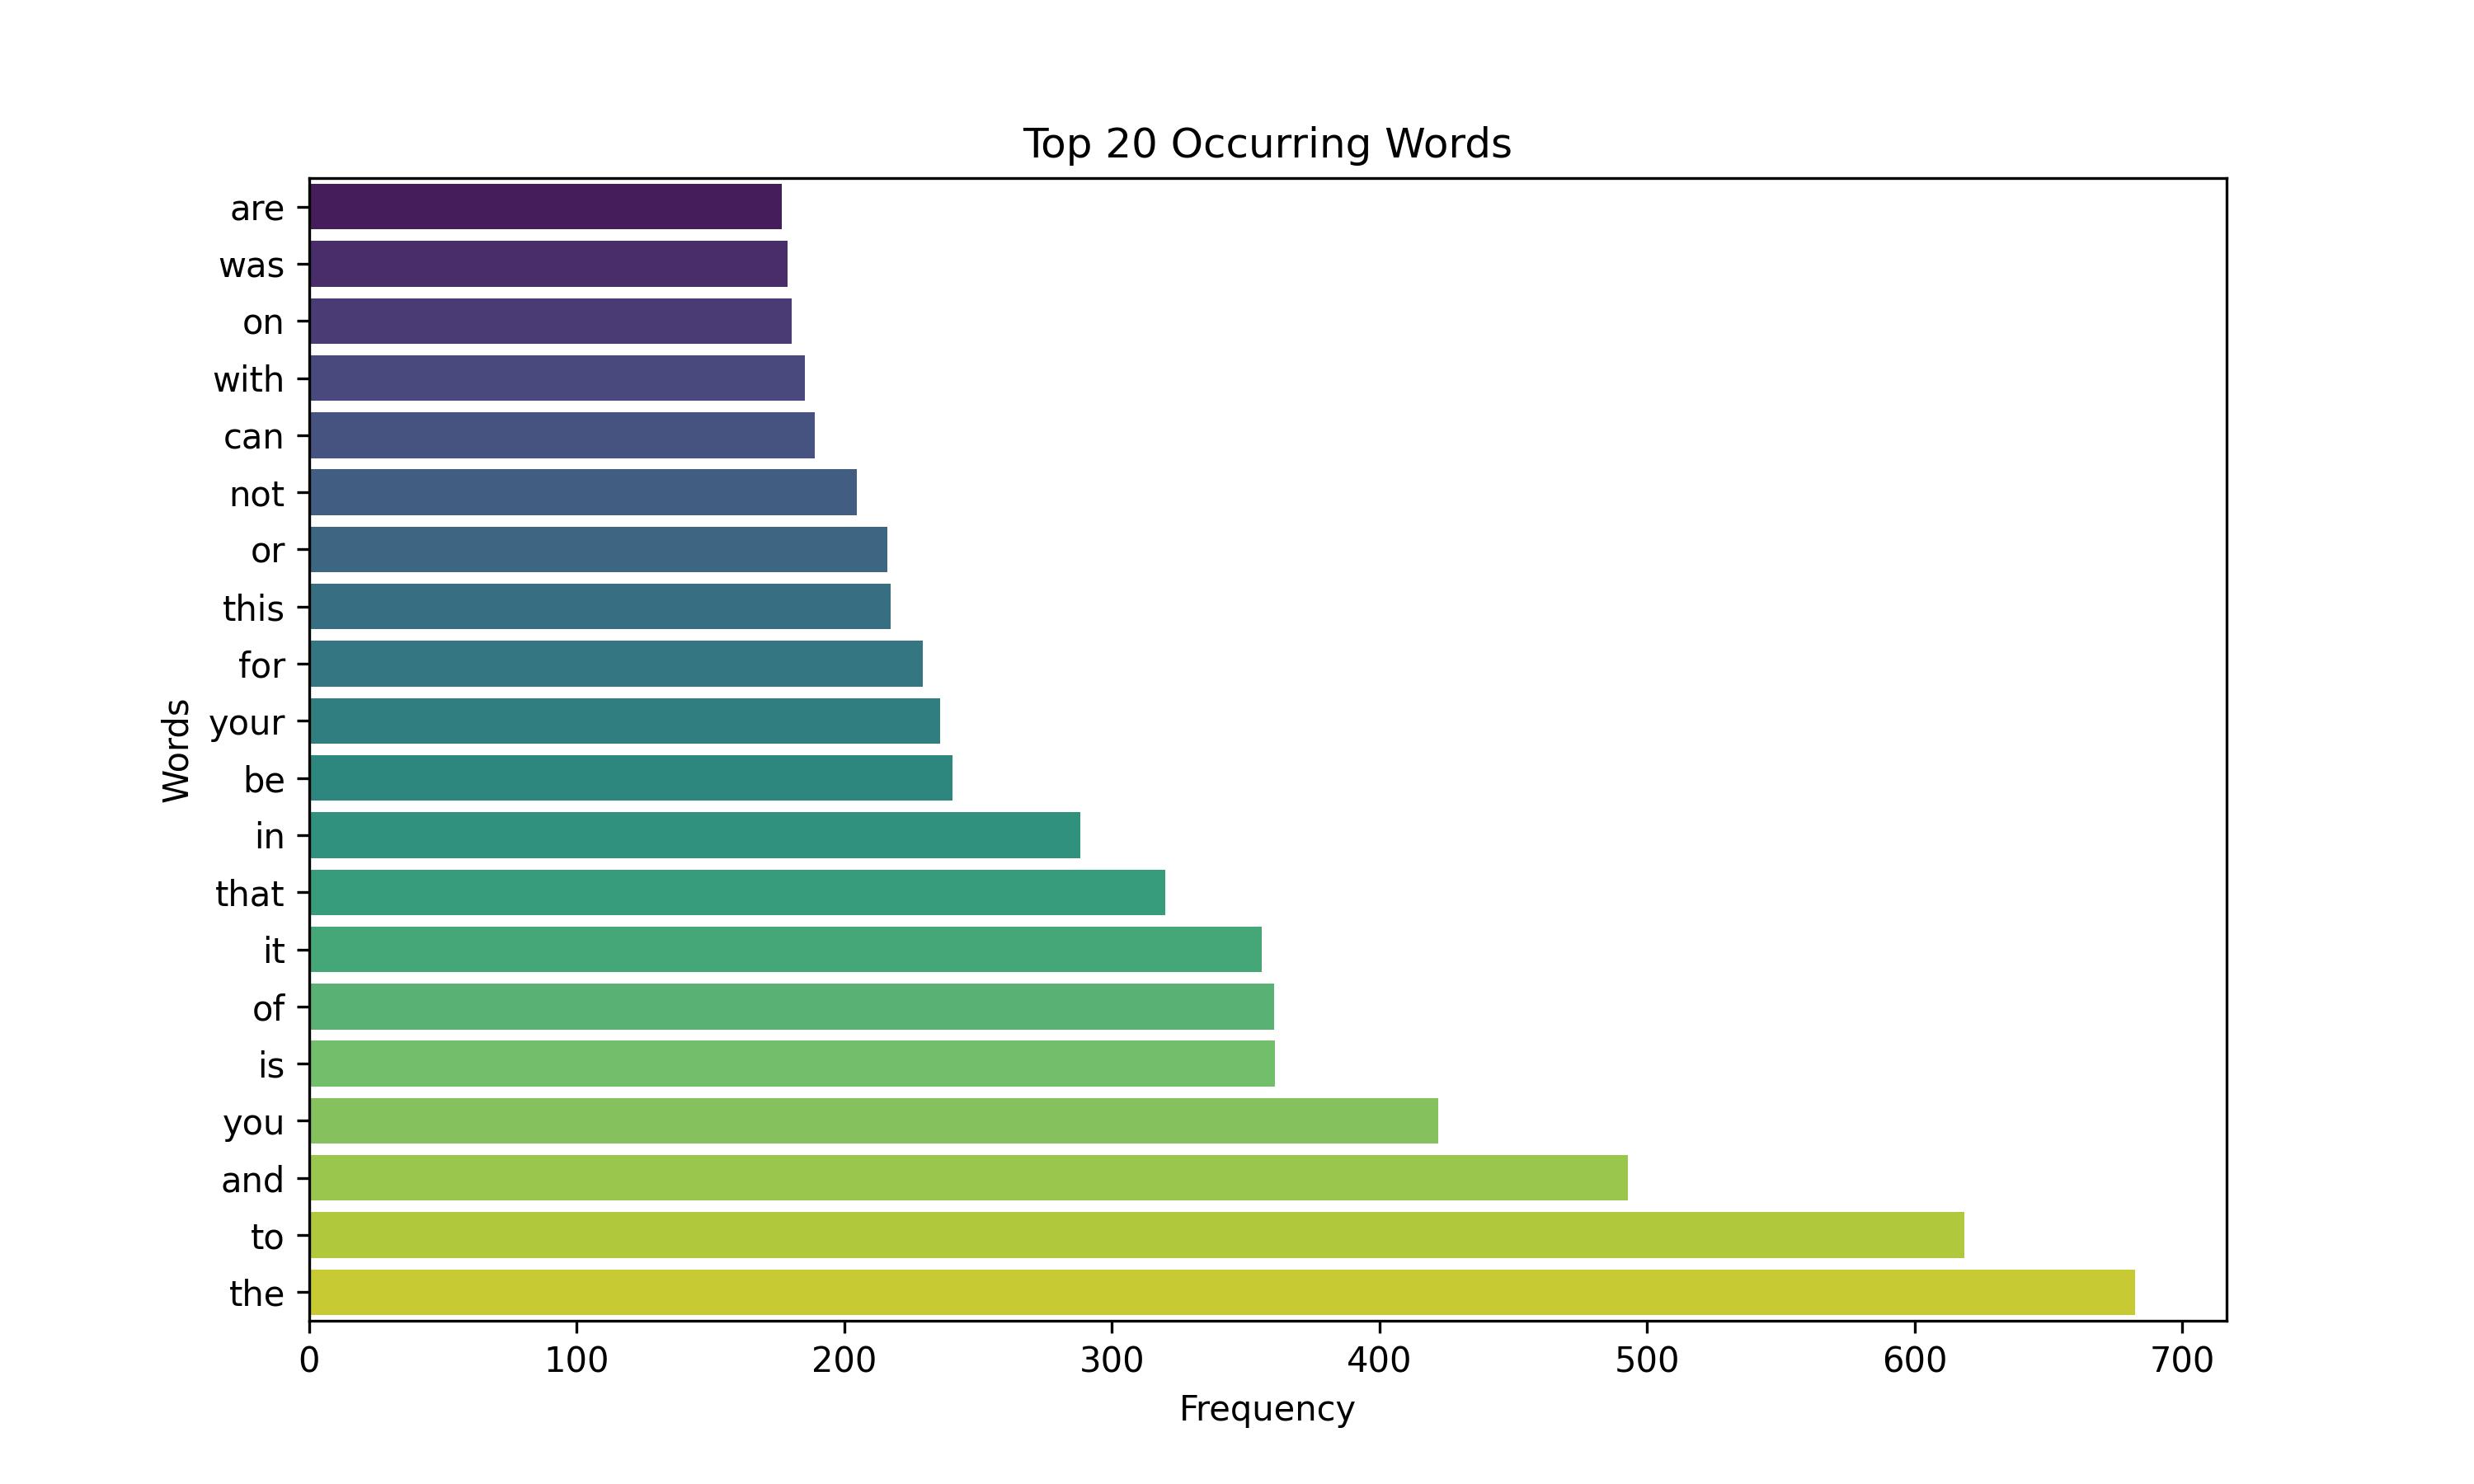 Top 20 Occurring Words
are
was
on
with
can
not
or
this
for
your
be
in
that
it
of
is
you
and
to
the
Words
0 100 200 300 400 500 600 700
Frequency